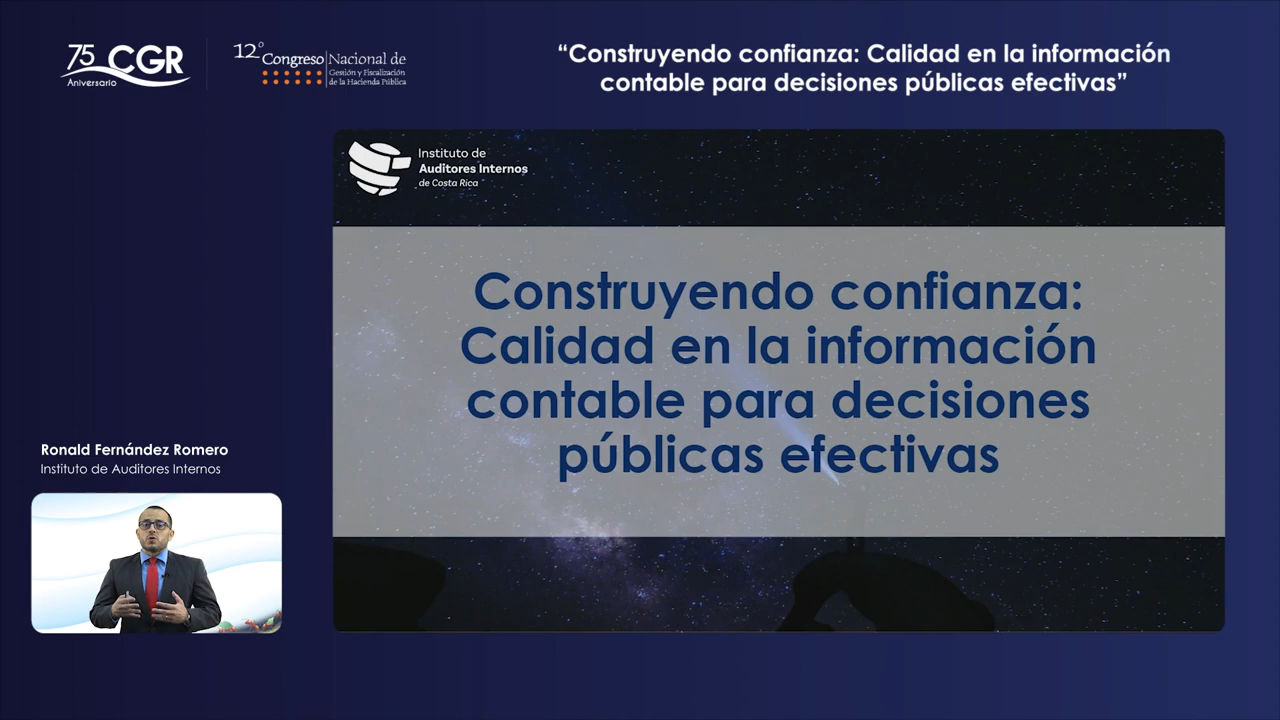 75
Aniversario
CGR
12°
Congreso
Nacional de
Gestión y Fiscalización
de la Hacienda Pública
“Construyendo confianza: Calidad en la información
contable para decisiones públicas efectivas”
Instituto de
Auditores Internos
de Costa Rica
Construyendo confianza:
Calidad en la información
contable para decisiones
públicas efectivas
Ronald Fernández Romero
Instituto de Auditores Internos